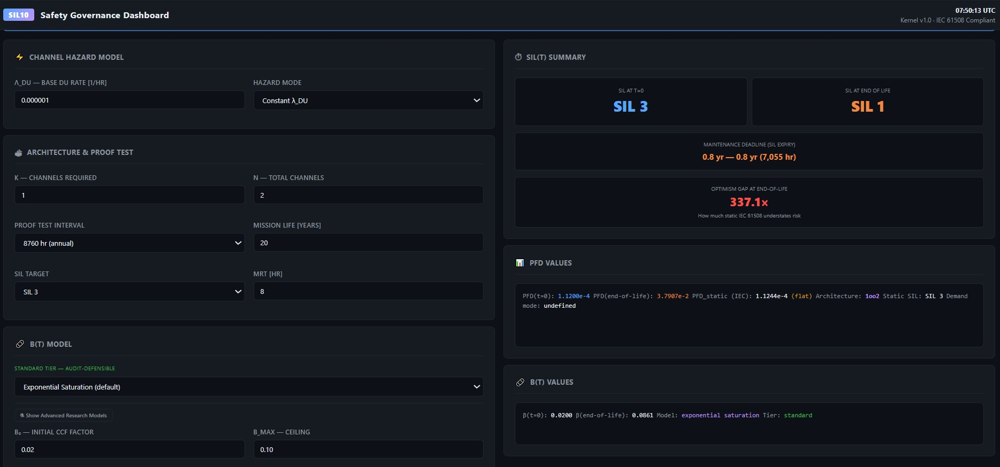 SIL10 Safety Governance Dashboard
07:50:13 UTC
Kernel v1.0 · IEC 61508 Compliant
CHANNEL HAZARD MODEL
Λ_DU — BASE DU RATE [1/HR]
HAZARD MODE
0.000001
Constant λ_DU
ARCHITECTURE & PROOF TEST
K — CHANNELS REQUIRED
N — TOTAL CHANNELS
1
2
PROOF TEST INTERVAL
MISSION LIFE [YEARS]
8760 hr (annual)
20
SIL TARGET
MRT [HR]
SIL 3
8
Β(T) MODEL
STANDARD TIER — AUDIT-DEFENSIBLE
Exponential Saturation (default)
Show Advanced Research Models
Β₀ — INITIAL CCF FACTOR
Β_MAX — CEILING
0.02
0.10
SIL(T) SUMMARY
SIL AT T=0
SIL 3
SIL AT END OF LIFE
SIL 1
MAINTENANCE DEADLINE (SIL EXPIRY)
0.8 yr — 0.8 yr (7,055 hr)
OPTIMISM GAP AT END-OF-LIFE
337.1×
How much static IEC 61508 understates risk
PFD VALUES
PFD(t=0): 1.1200e-4 PFD(end-of-life): 3.7907e-2 PFD_static (IEC): 1.1244e-4 (flat) Architecture: 1oo2 Static SIL: SIL 3 Demand
mode: undefined
Β(T) VALUES
β(t=0): 0.0200 β(end-of-life): 0.0861 Model: exponential saturation Tier: standard